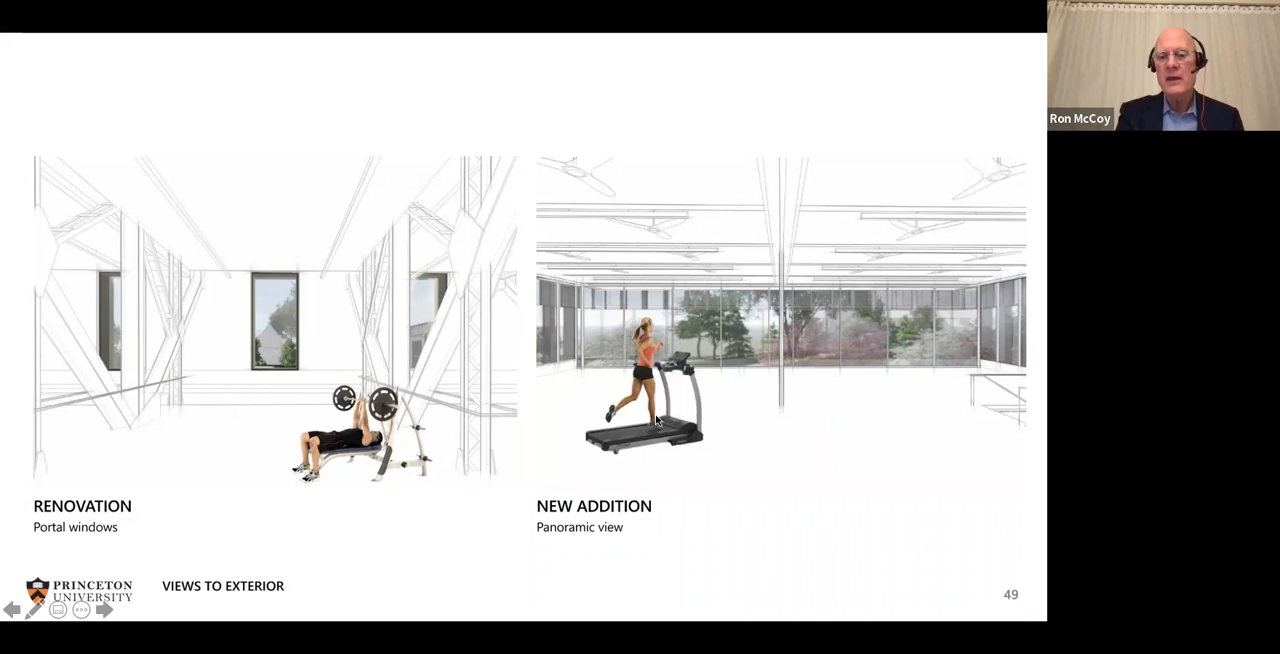 Ron McCoy
RENOVATION
Portal windows
NEW ADDITION
Panoramic view
PRINCETON
UNIVERSITY
VIEWS TO EXTERIOR
49